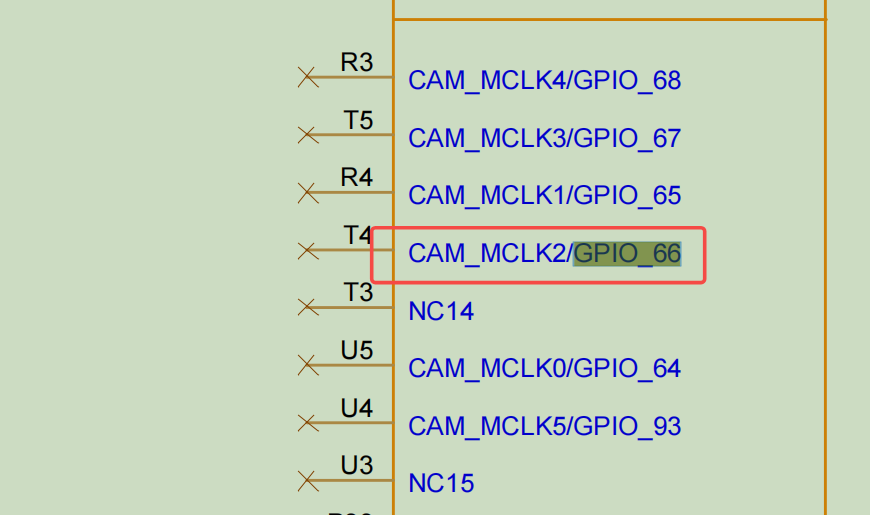 R3 CAM_MCLK4/GPIO_68
T5 CAM_MCLK3/GPIO_67
R4 CAM_MCLK1/GPIO_65
T4 CAM_MCLK2/GPIO_66
T3 NC14
U5 CAM_MCLK0/GPIO_64
U4 CAM_MCLK5/GPIO_93
U3 NC15